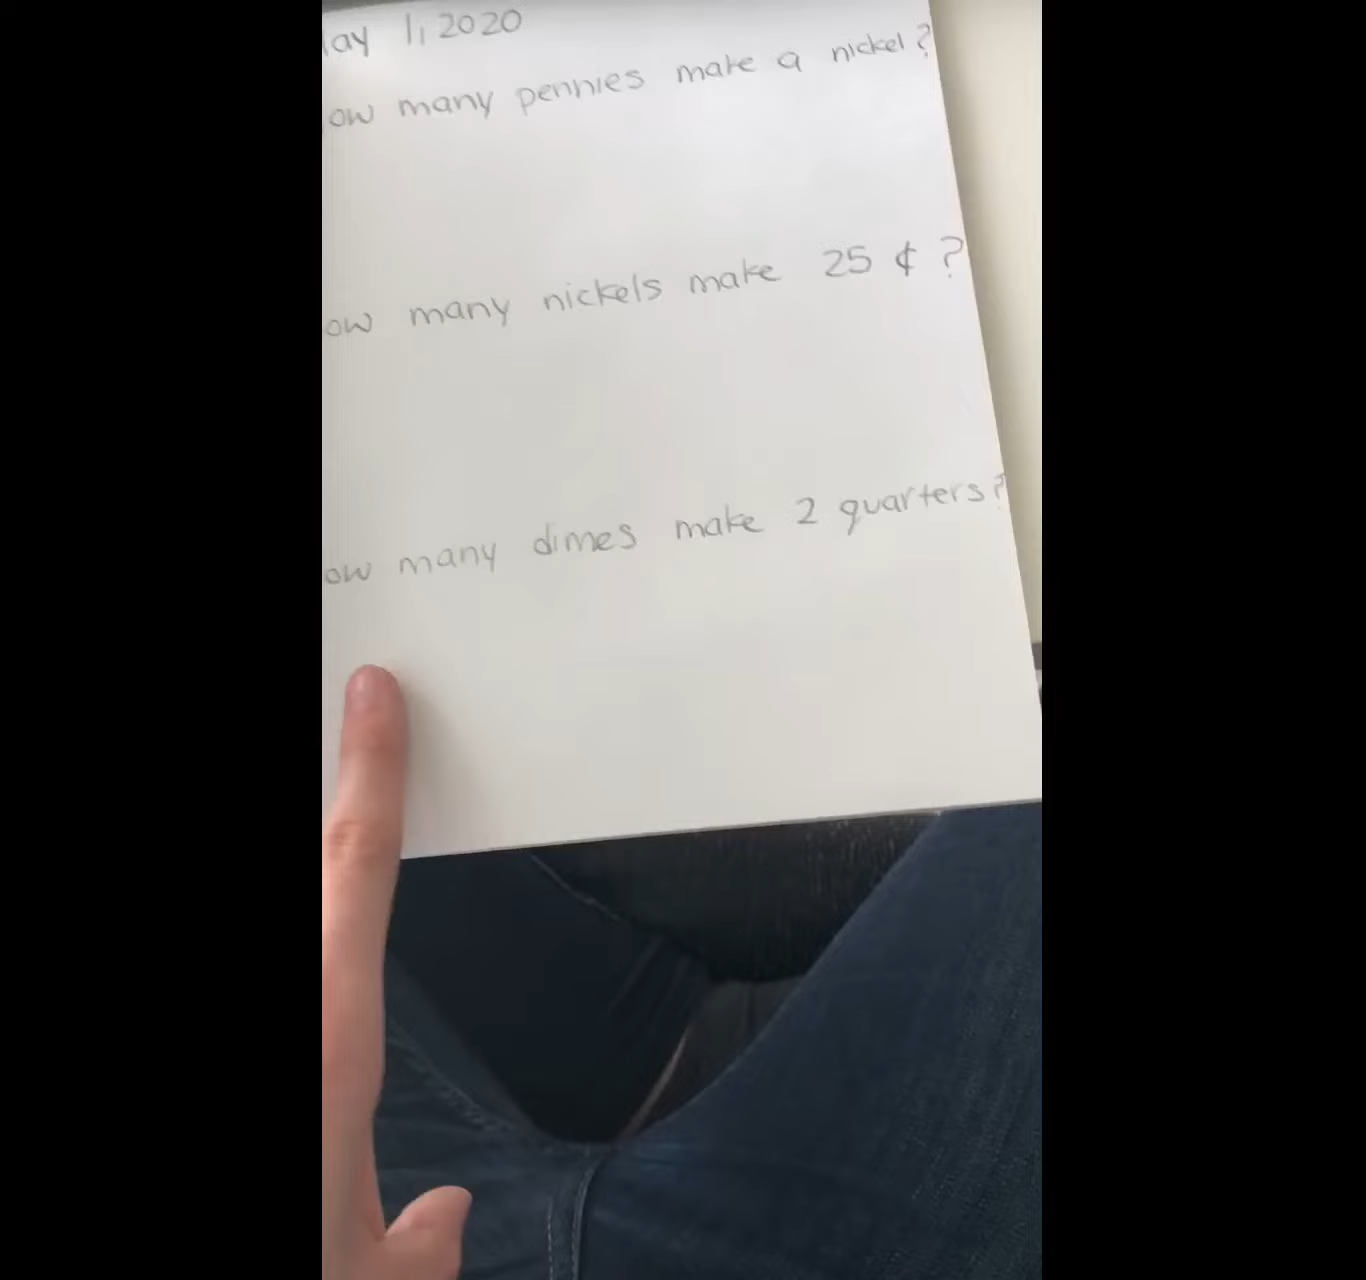 ay 1, 2020
ow many pennies make a nickel?
ow many nickels make 25 ¢ ?
ow many dimes make 2 quarters?